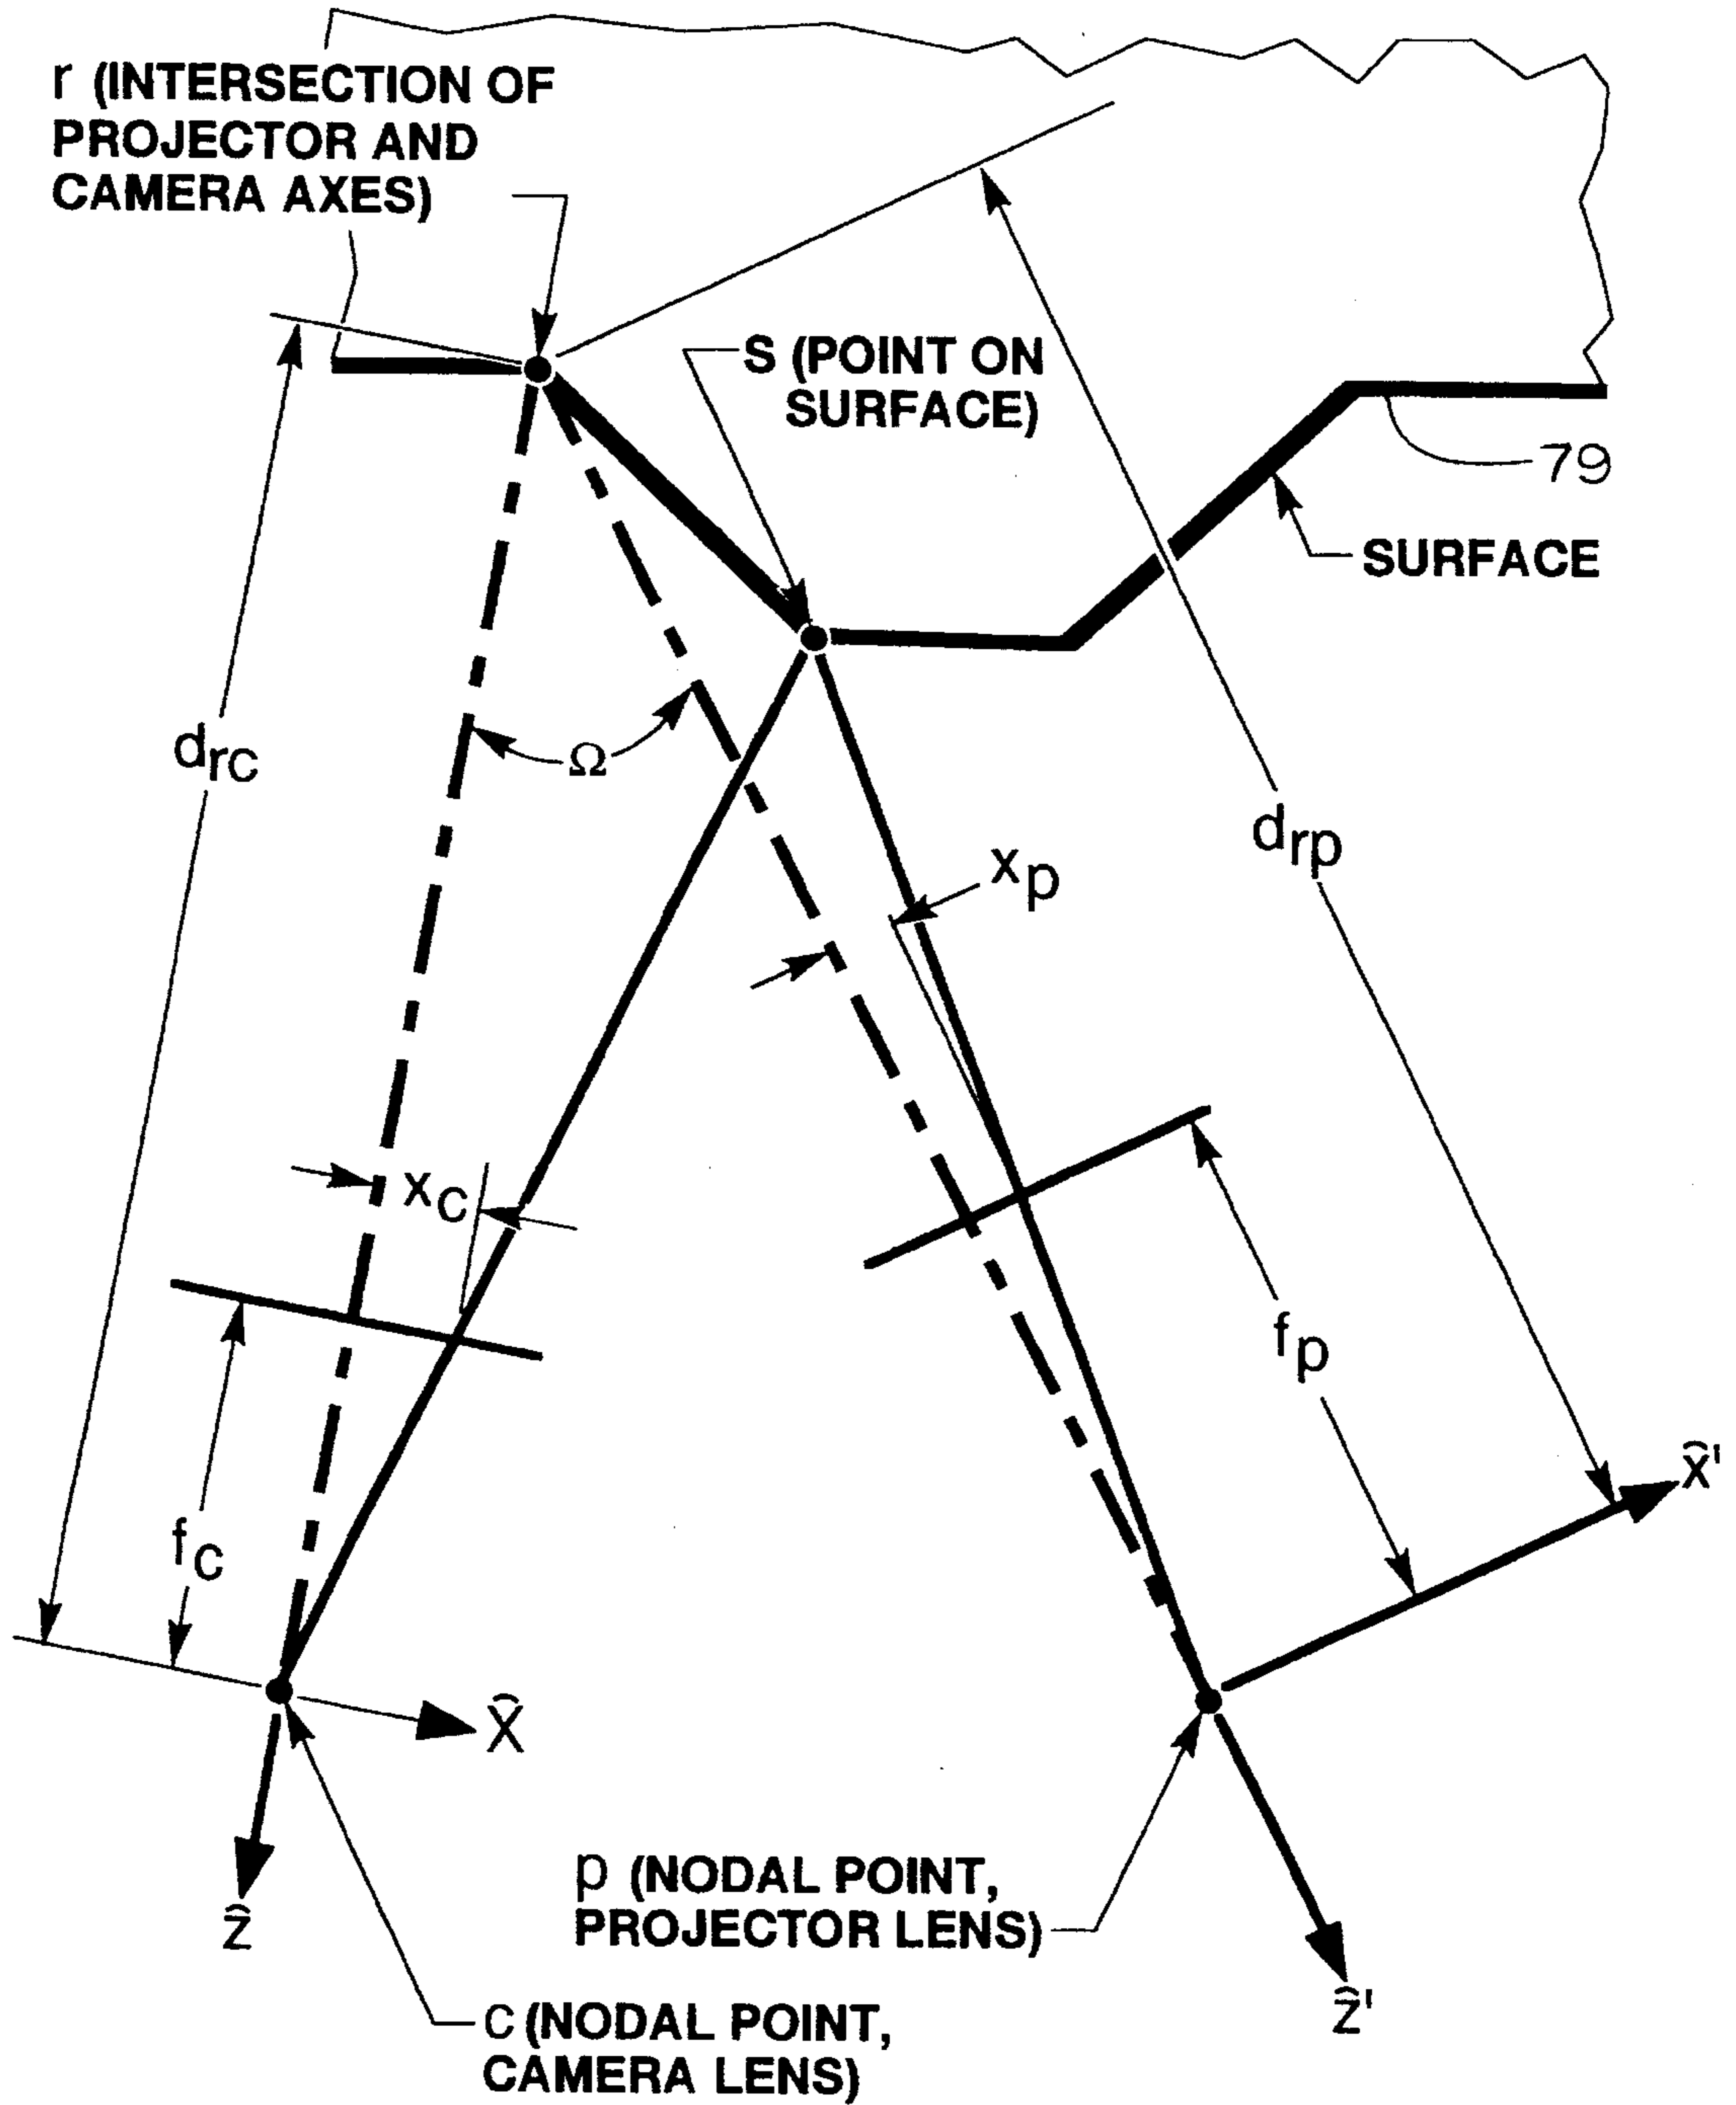 r (INTERSECTION OF
PROJECTOR AND
CAMERA AXES)
S (POINT ON
SURFACE)
79
SURFACE
drc
Ω
drp
xp
xc
fp
fc
x̂'
X̂
p (NODAL POINT,
PROJECTOR LENS)
ẑ
ẑ'
C (NODAL POINT,
CAMERA LENS)